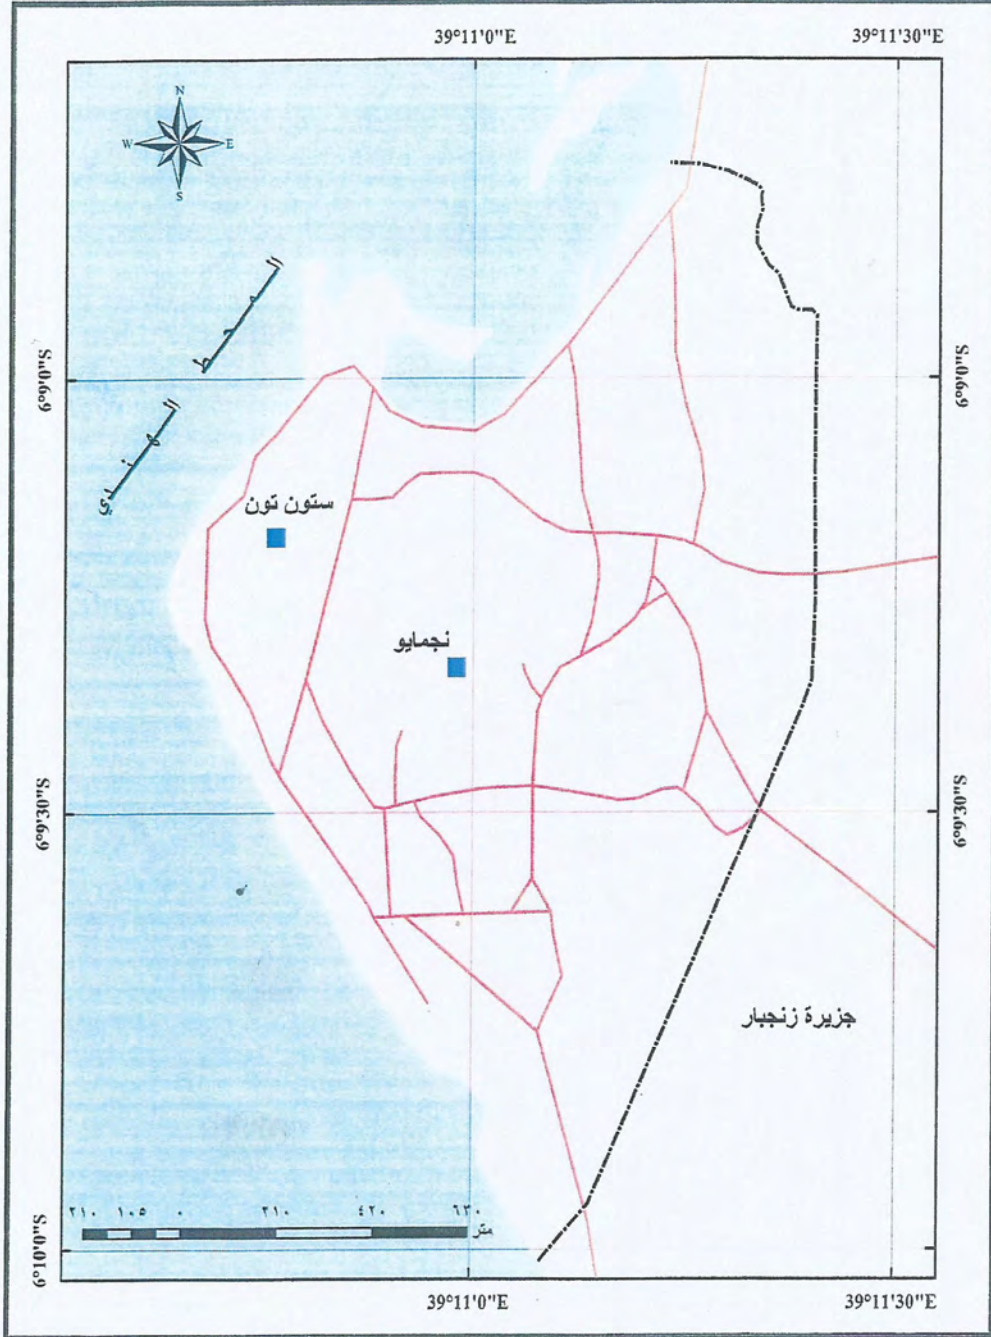 39°11'0"E
39°11'30"E
N
W
E
S
المحيط
6°9'0"S
6°9'0"S
الهندي
ستون تون
نجمايو
6°9'30"S
6°9'30"S
جزيرة زنجبار
٢١٠ ١٠٥ ٠ ٢١٠ ٤٢٠ ٦٣٠
متر
6°10'0"S
39°11'0"E
39°11'30"E